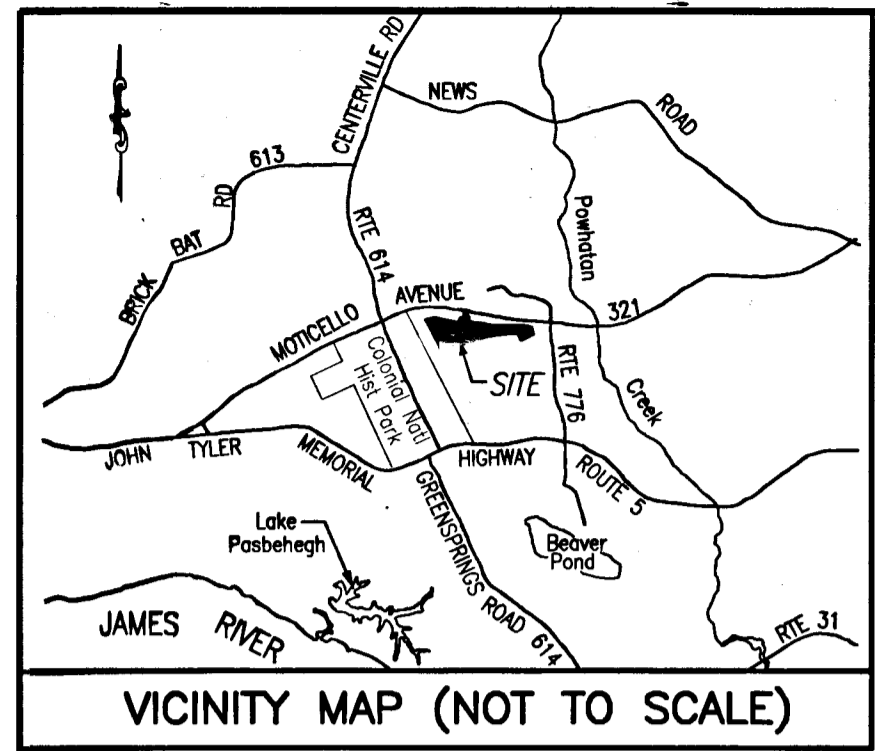 CENTERVILLE RD
NEWS
ROAD
613
BRICK BAT RD
RTE 614
Powhatan
AVENUE
321
MOTICELLO
Colonial Natl
Hist Park
SITE
RTE 776
Creek
JOHN TYLER MEMORIAL HIGHWAY ROUTE 5
GREENSPRINGS ROAD 614
Lake
Pasbehegh
Beaver
Pond
JAMES RIVER
RTE 31
VICINITY MAP (NOT TO SCALE)